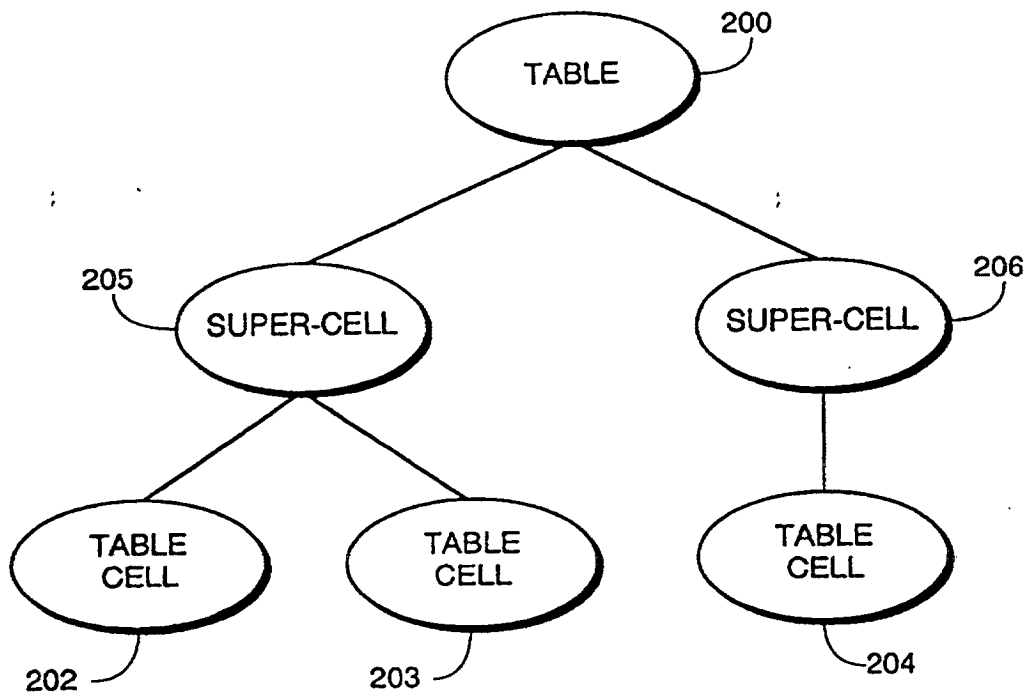 200
TABLE
205
206
SUPER-CELL
SUPER-CELL
TABLE
CELL
TABLE
CELL
TABLE
CELL
202
203
204